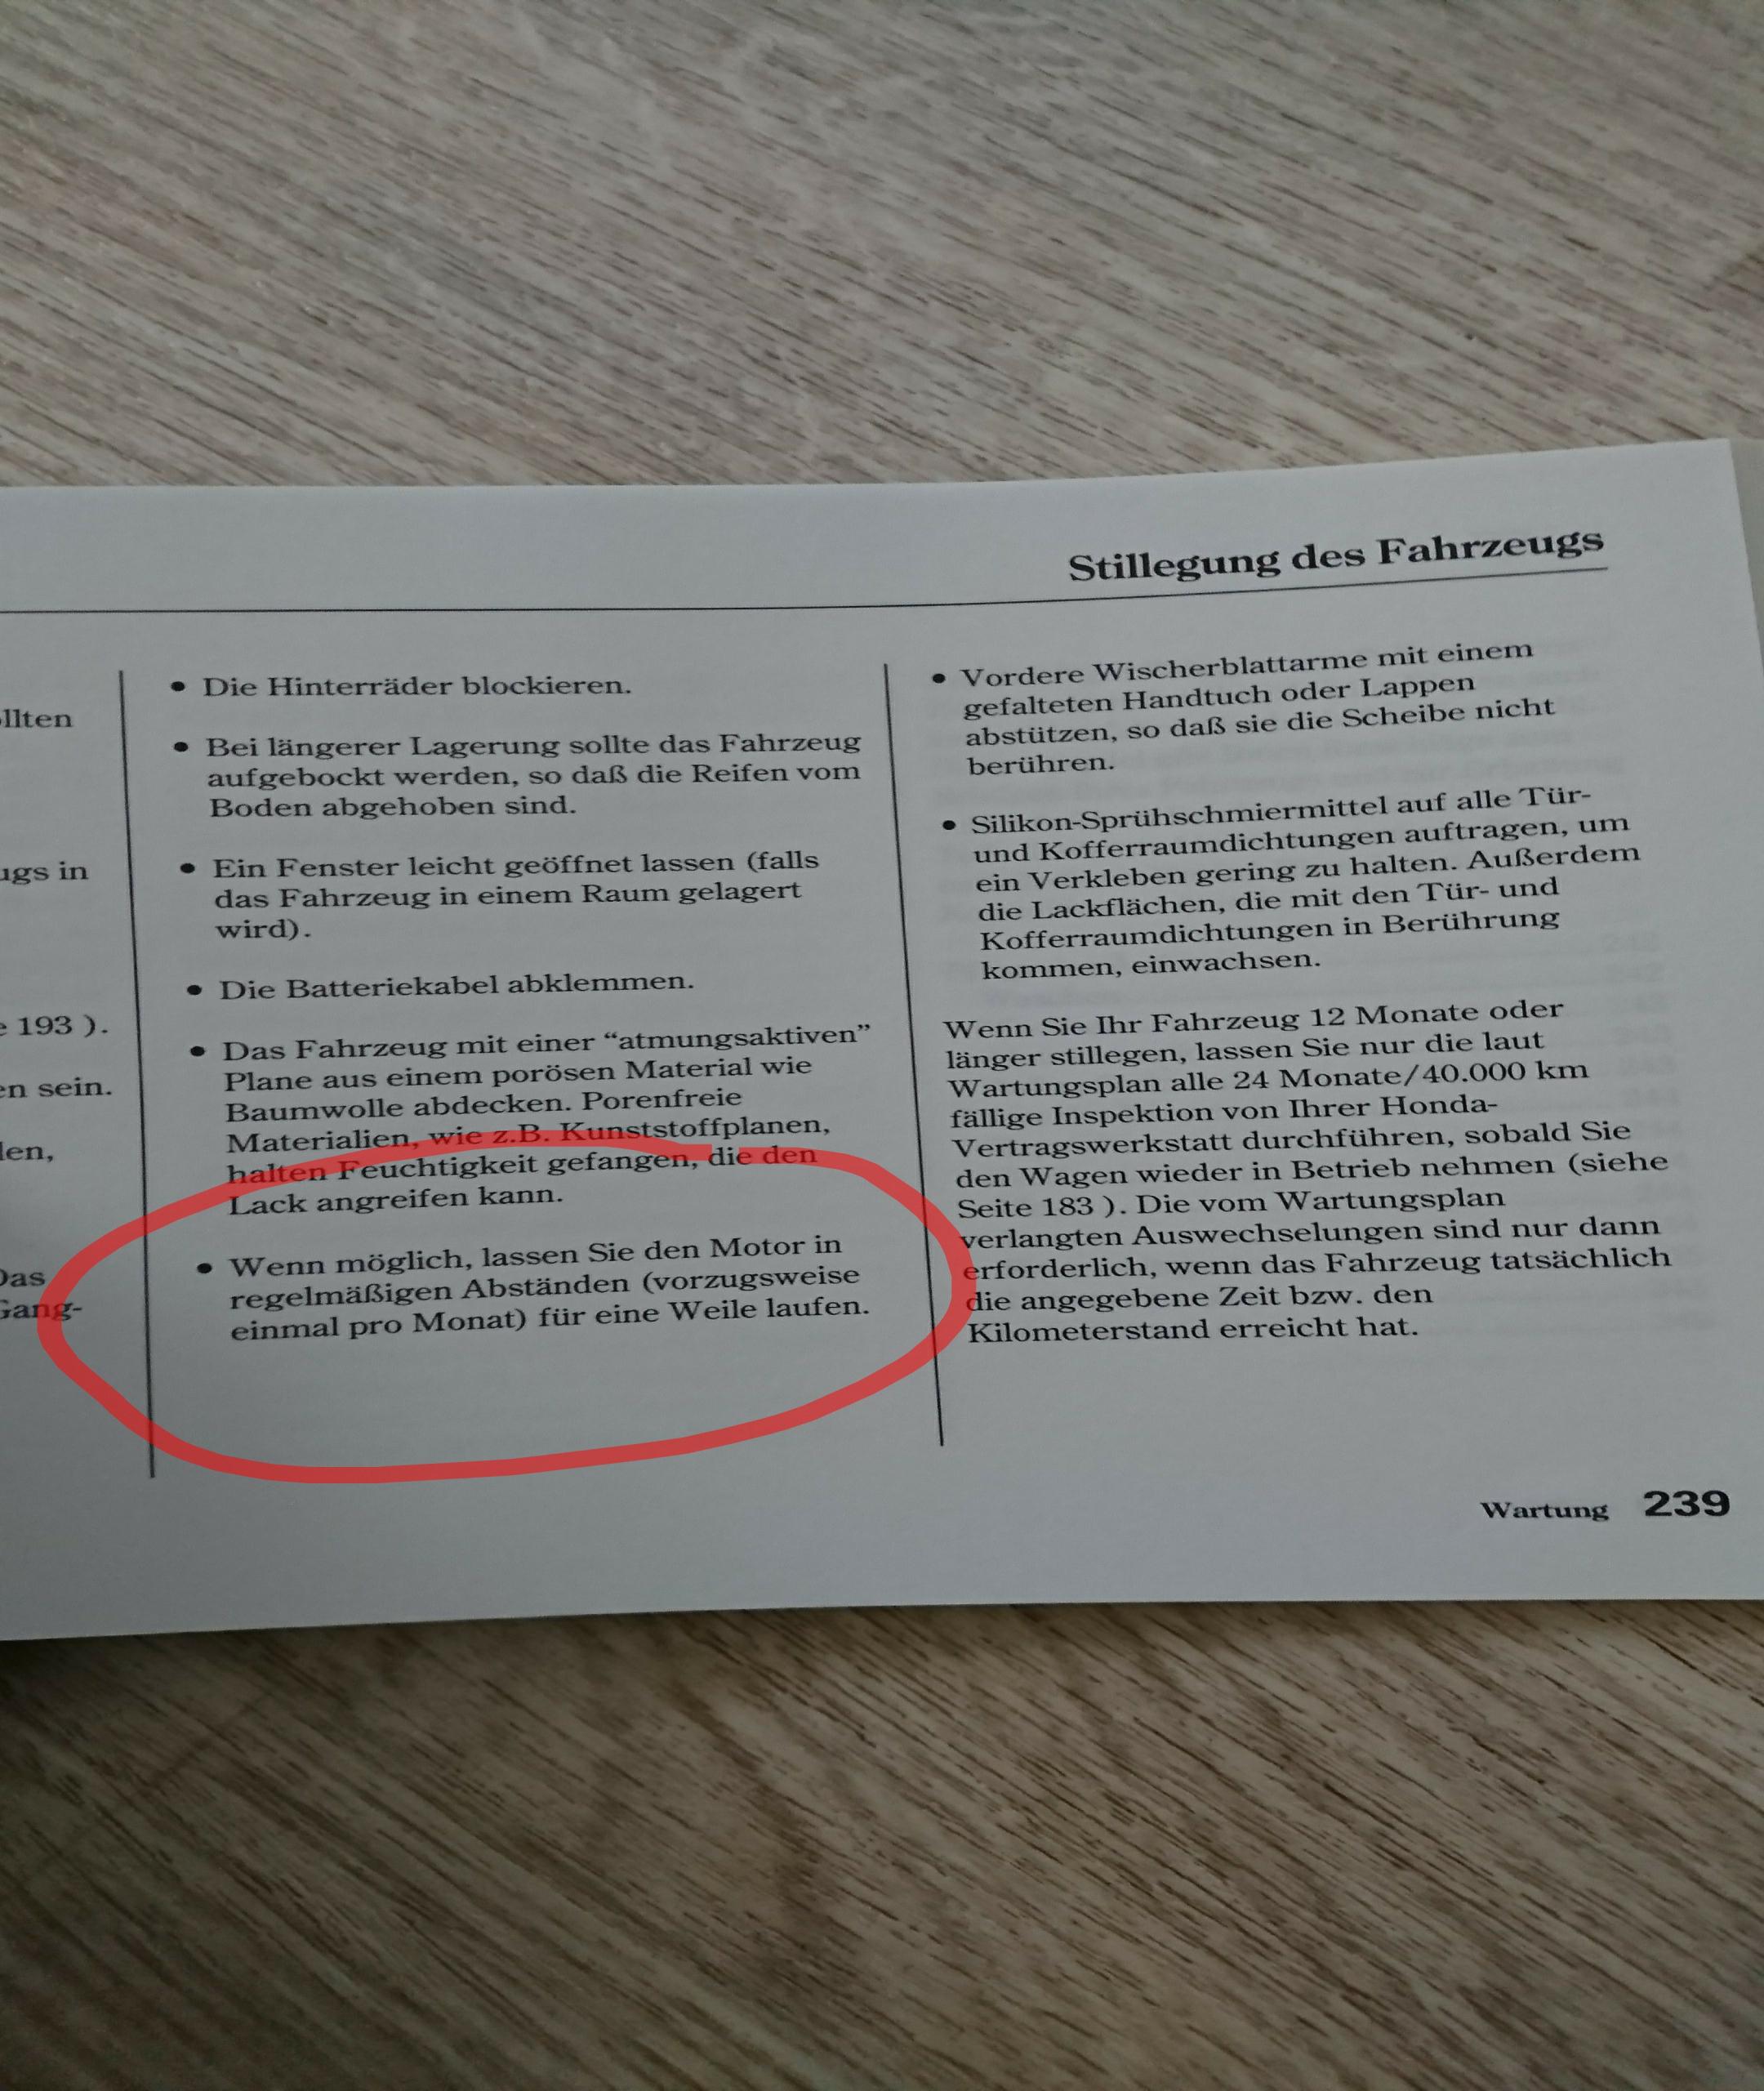 Stillegung des Fahrzeugs
ugs in
193 ).
en sein.
Das
• Die Hinterräder blockieren.
• Bei längerer Lagerung sollte das Fahrzeug
aufgebockt werden, so daß die Reifen vom
Boden abgehoben sind.
• Ein Fenster leicht geöffnet lassen (falls
das Fahrzeug in einem Raum gelagert
wird).
• Die Batteriekabel abklemmen.
• Das Fahrzeug mit einer “atmungsaktiven”
Plane aus einem porösen Material wie
Baumwolle abdecken. Porenfreie
Materialien, wie z.B. Kunststoffplanen,
halten Feuchtigkeit gefangen, die den
Lack angreifen kann.
• Wenn möglich, lassen Sie den Motor in
regelmäßigen Abständen (vorzugsweise
einmal pro Monat) für eine Weile laufen.
• Vordere Wischerblattarme mit einem
gefalteten Handtuch oder Lappen
abstützen, so daß sie die Scheibe nicht
berühren.
• Silikon-Sprühschmiermittel auf alle Tür-
und Kofferraumdichtungen auftragen, um
ein Verkleben gering zu halten. Außerdem
die Lackflächen, die mit den Tür- und
Kofferraumdichtungen in Berührung
kommen, einwachsen.
Wenn Sie Ihr Fahrzeug 12 Monate oder
länger stillegen, lassen Sie nur die laut
Wartungsplan alle 24 Monate/40.000 km
fällige Inspektion von Ihrer Honda-
Vertragswerkstatt durchführen, sobald Sie
den Wagen wieder in Betrieb nehmen (siehe
Seite 183 ). Die vom Wartungsplan
verlangten Auswechselungen sind nur dann
erforderlich, wenn das Fahrzeug tatsächlich
die angegebene Zeit bzw. den
Kilometerstand erreicht hat.
Wartung 239